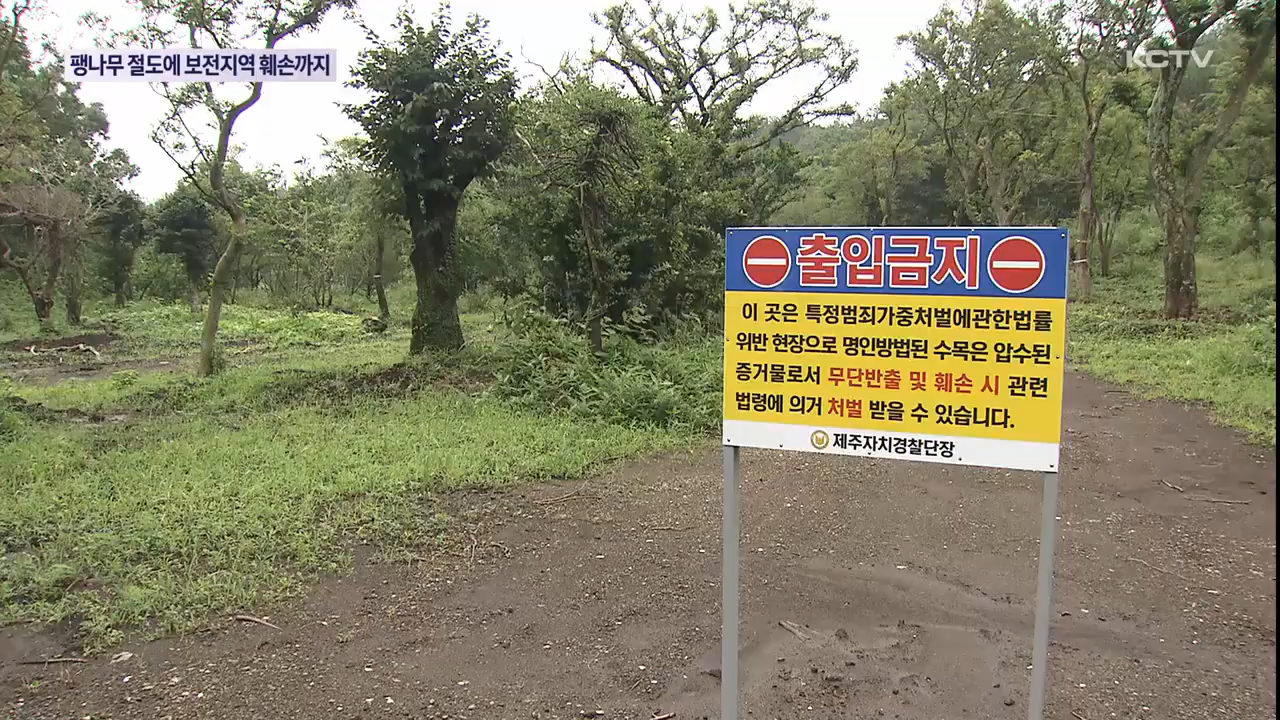 팽나무 절도에 보전지역 훼손까지
KCTV
출입금지
이 곳은 특정범죄가중처벌에관한법률
위반 현장으로 명인방법된 수목은 압수된
증거물로서 무단반출 및 훼손 시 관련
법령에 의거 처벌 받을 수 있습니다.
제주자치경찰단장